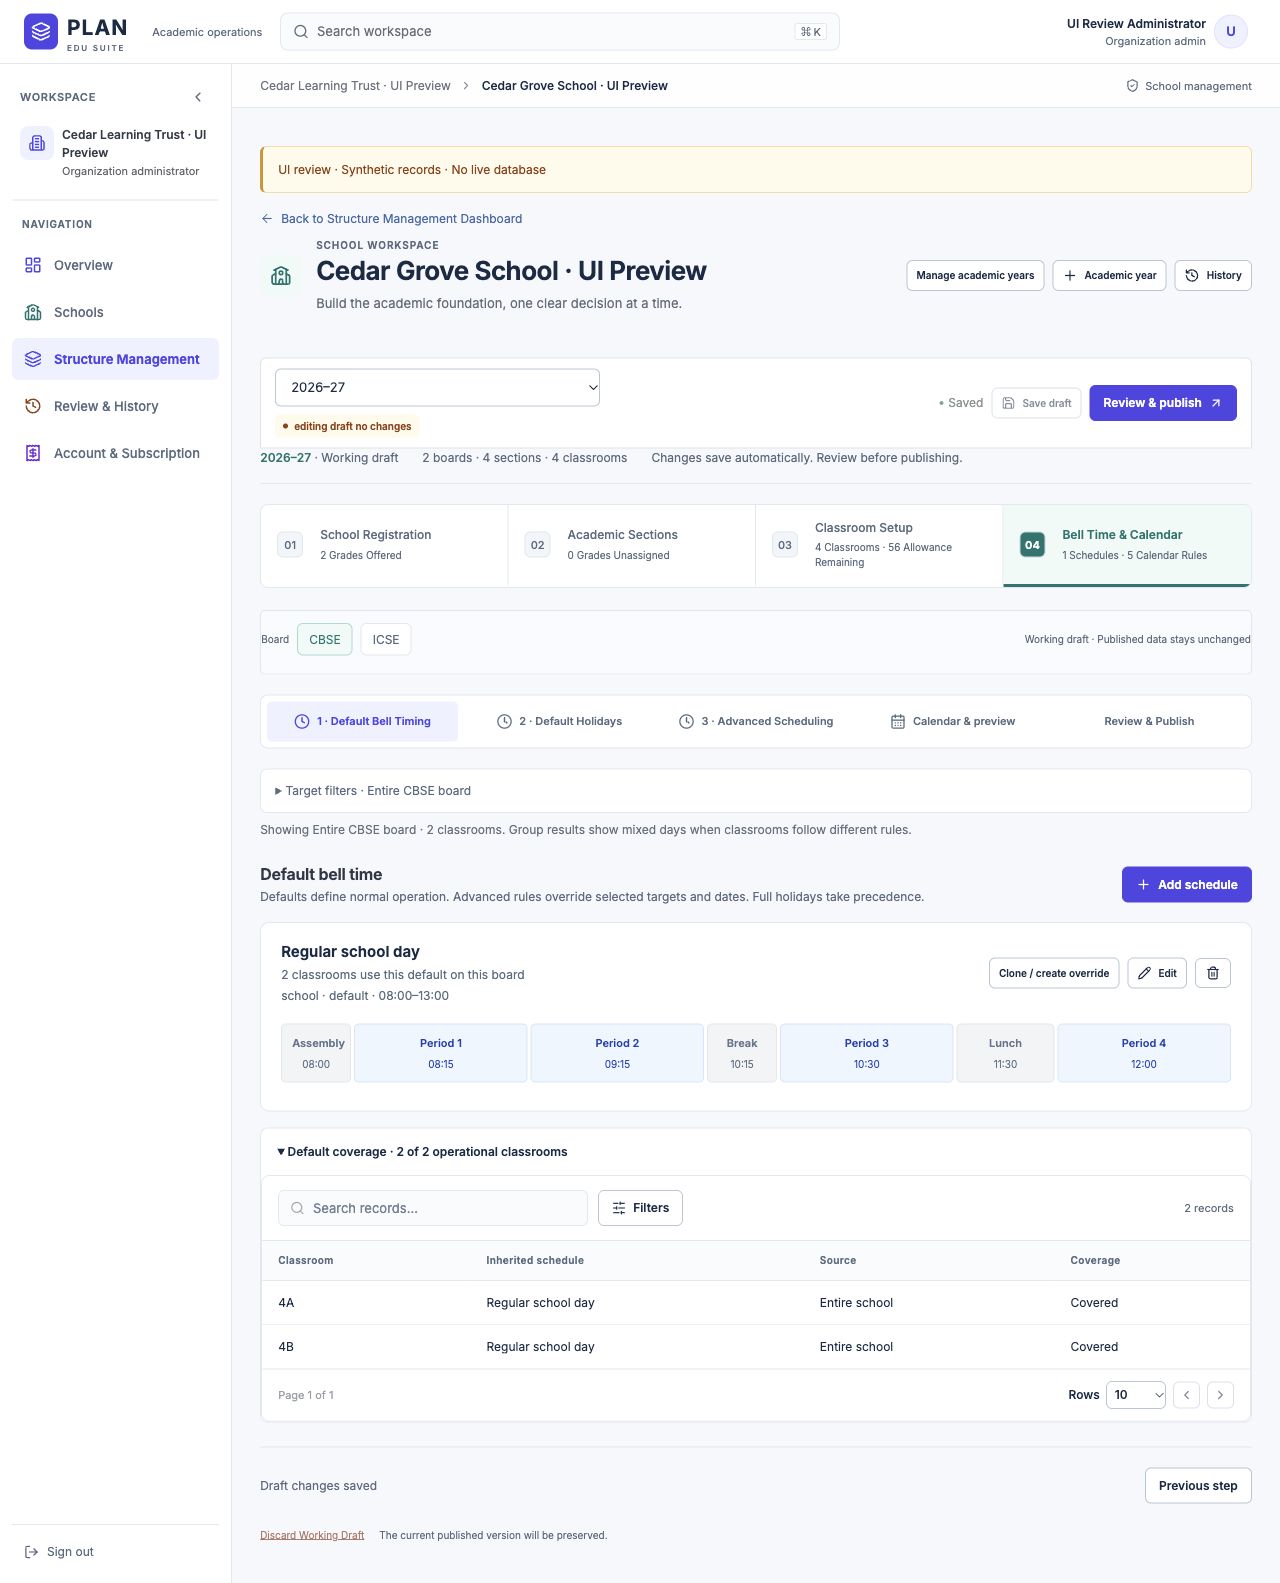 PLAN
EDU SUITE
Academic operations
Search workspace
⌘ K
UI Review Administrator
Organization admin
U
WORKSPACE
Cedar Learning Trust · UI
Preview
Organization administrator
NAVIGATION
Overview
Schools
Structure Management
Review & History
Account & Subscription
Sign out
Cedar Learning Trust · UI Preview
Cedar Grove School · UI Preview
School management
UI review · Synthetic records · No live database
Back to Structure Management Dashboard
SCHOOL WORKSPACE
Cedar Grove School · UI Preview
Build the academic foundation, one clear decision at a time.
Manage academic years
Academic year
History
2026–27
editing draft no changes
• Saved
Save draft
Review & publish
2026–27 · Working draft
2 boards · 4 sections · 4 classrooms
Changes save automatically. Review before publishing.
01
School Registration
2 Grades Offered
02
Academic Sections
0 Grades Unassigned
03
Classroom Setup
4 Classrooms · 56 Allowance
Remaining
04
Bell Time & Calendar
1 Schedules · 5 Calendar Rules
Board
CBSE
ICSE
Working draft · Published data stays unchanged
1 · Default Bell Timing
2 · Default Holidays
3 · Advanced Scheduling
Calendar & preview
Review & Publish
Target filters · Entire CBSE board
Showing Entire CBSE board · 2 classrooms. Group results show mixed days when classrooms follow different rules.
Default bell time
Defaults define normal operation. Advanced rules override selected targets and dates. Full holidays take precedence.
Add schedule
Regular school day
2 classrooms use this default on this board
school · default · 08:00–13:00
Clone / create override
Edit
Assembly
08:00
Period 1
08:15
Period 2
09:15
Break
10:15
Period 3
10:30
Lunch
11:30
Period 4
12:00
Default coverage · 2 of 2 operational classrooms
Search records...
Filters
2 records
Classroom Inherited schedule Source Coverage
4A Regular school day Entire school Covered
4B Regular school day Entire school Covered
Page 1 of 1
Rows
10
Draft changes saved
Previous step
Discard Working Draft
The current published version will be preserved.